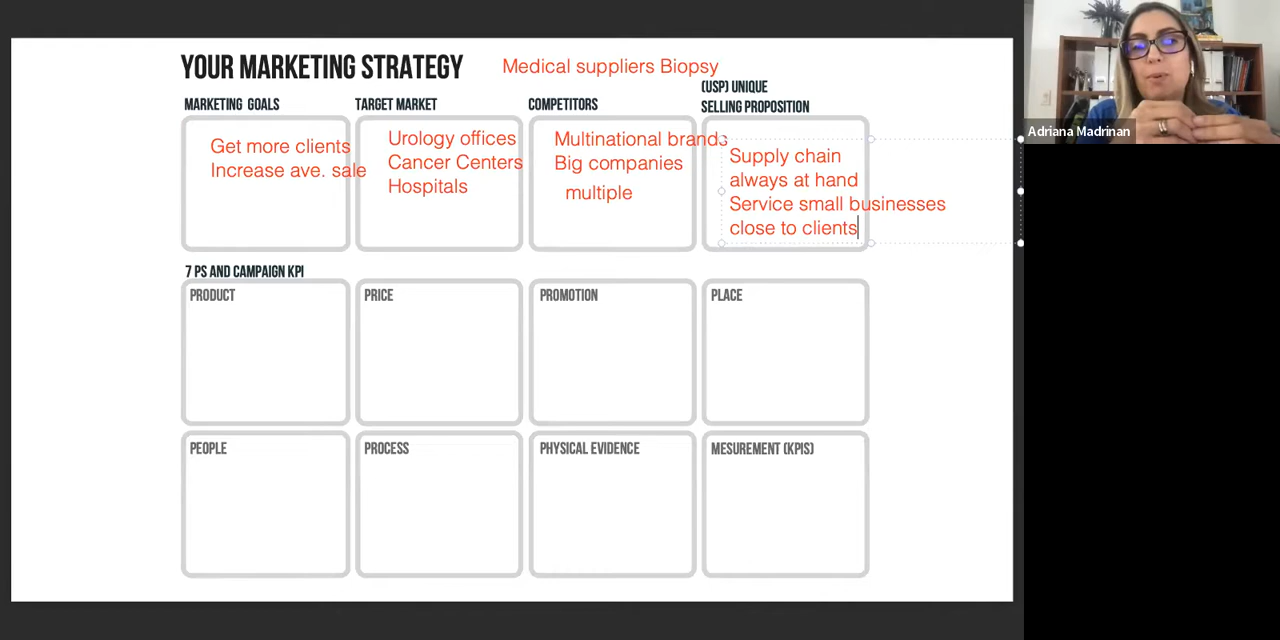 YOUR MARKETING STRATEGY
Medical suppliers Biopsy
MARKETING GOALS
TARGET MARKET
COMPETITORS
(USP) UNIQUE
SELLING PROPOSITION
Get more clients
Increase ave. sale
Urology offices
Cancer Centers
Hospitals
Multinational brands
Big companies
multiple
Supply chain
always at hand
Service small businesses
close to clients
7 PS AND CAMPAIGN KPI
PRODUCT
PRICE
PROMOTION
PLACE
PEOPLE
PROCESS
PHYSICAL EVIDENCE
MESUREMENT (KPIS)
Adriana Madrinan